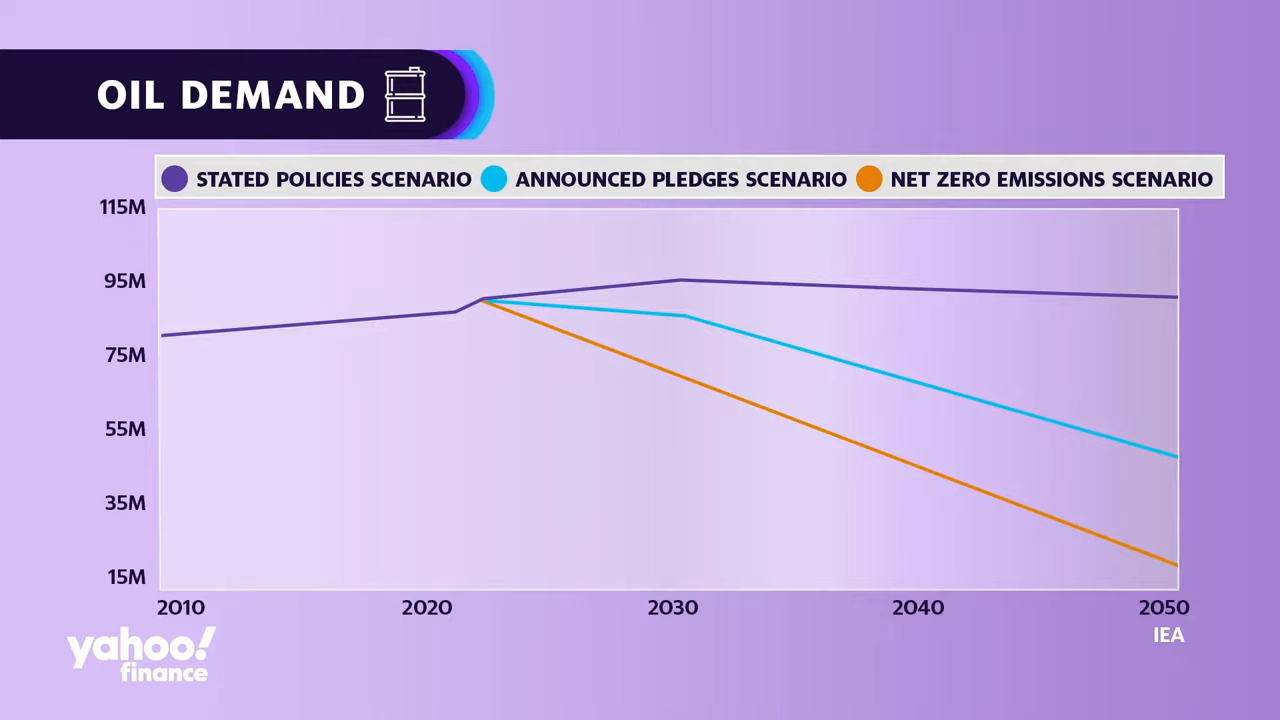 OIL DEMAND
STATED POLICIES SCENARIO ANNOUNCED PLEDGES SCENARIO NET ZERO EMISSIONS SCENARIO
115M
95M
75M
55M
35M
15M
2010 2020 2030 2040 2050
IEA
yahoo!
finance